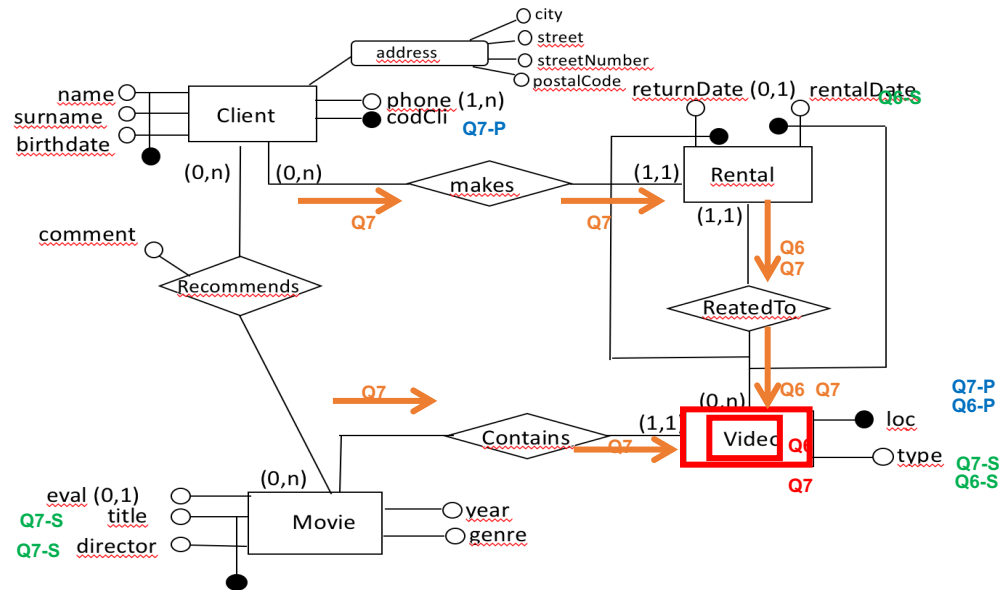 city
street
address
streetNumber
postalCode
name
surname
birthdate
Client
phone (1,n)
codCli
Q7-P
returnDate (0,1)
rentalDate
Q6-S
(0,n)
(0,n)
makes
(1,1)
Rental
Q7
Q7
(1,1)
comment
Q6
Q7
Recommends
ReatedTo
Q7
Q6 Q7
Q7-P
Q6-P
(0,n)
(1,1)
loc
Contains
Q7
Video
Q6
type
Q7-S
Q6-S
Q7
(0,n)
eval (0,1)
title
Q7-S
director
Q7-S
Movie
year
genre